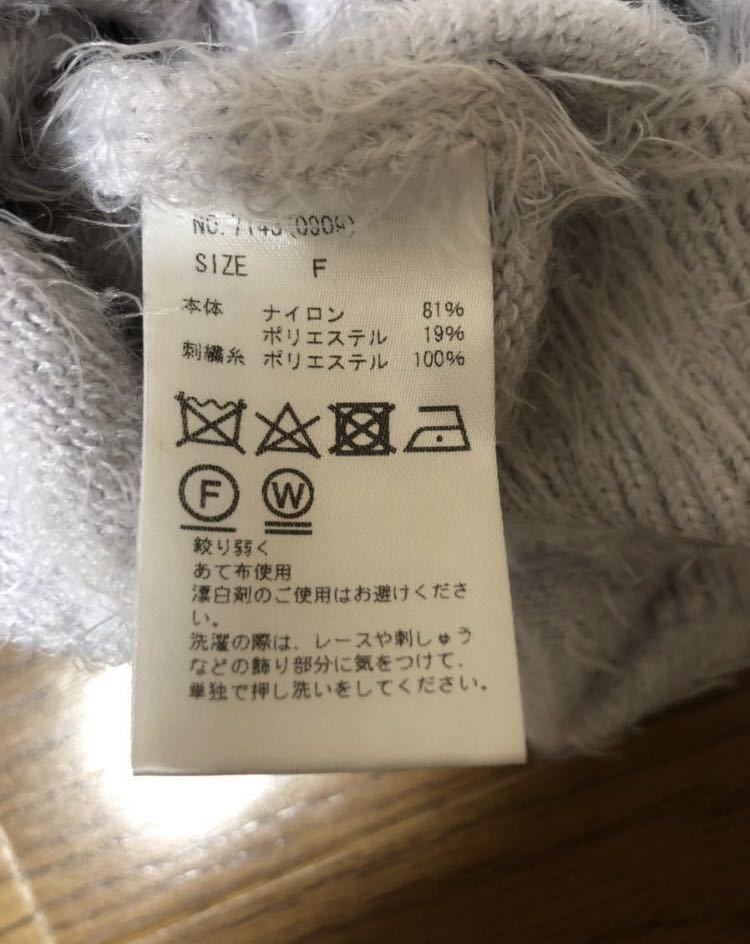 SIZE F
本体 ナイロン 81%
ポリエステル 19%
刺繍糸 ポリエステル 100%
F W
絞り弱く
あて布使用
漂白剤のご使用はお避けくださ
い。
洗濯の際は、レースや刺しゅう
などの飾り部分に気をつけて、
単独で押し洗いをしてください。